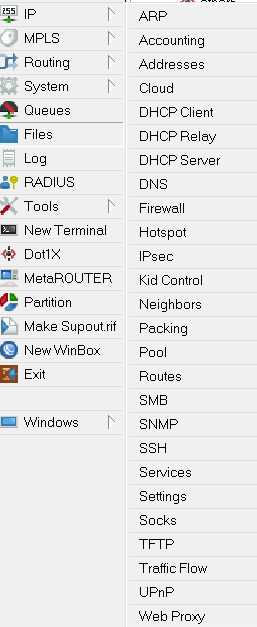 IP
MPLS
Routing
System
Queues
Files
Log
RADIUS
Tools
New Terminal
Dot1X
MetaROUTER
Partition
Make Supout.rif
New WinBox
Exit
Windows
ARP
Accounting
Addresses
Cloud
DHCP Client
DHCP Relay
DHCP Server
DNS
Firewall
Hotspot
IPsec
Kid Control
Neighbors
Packing
Pool
Routes
SMB
SNMP
SSH
Services
Settings
Socks
TFTP
Traffic Flow
UPnP
Web Proxy